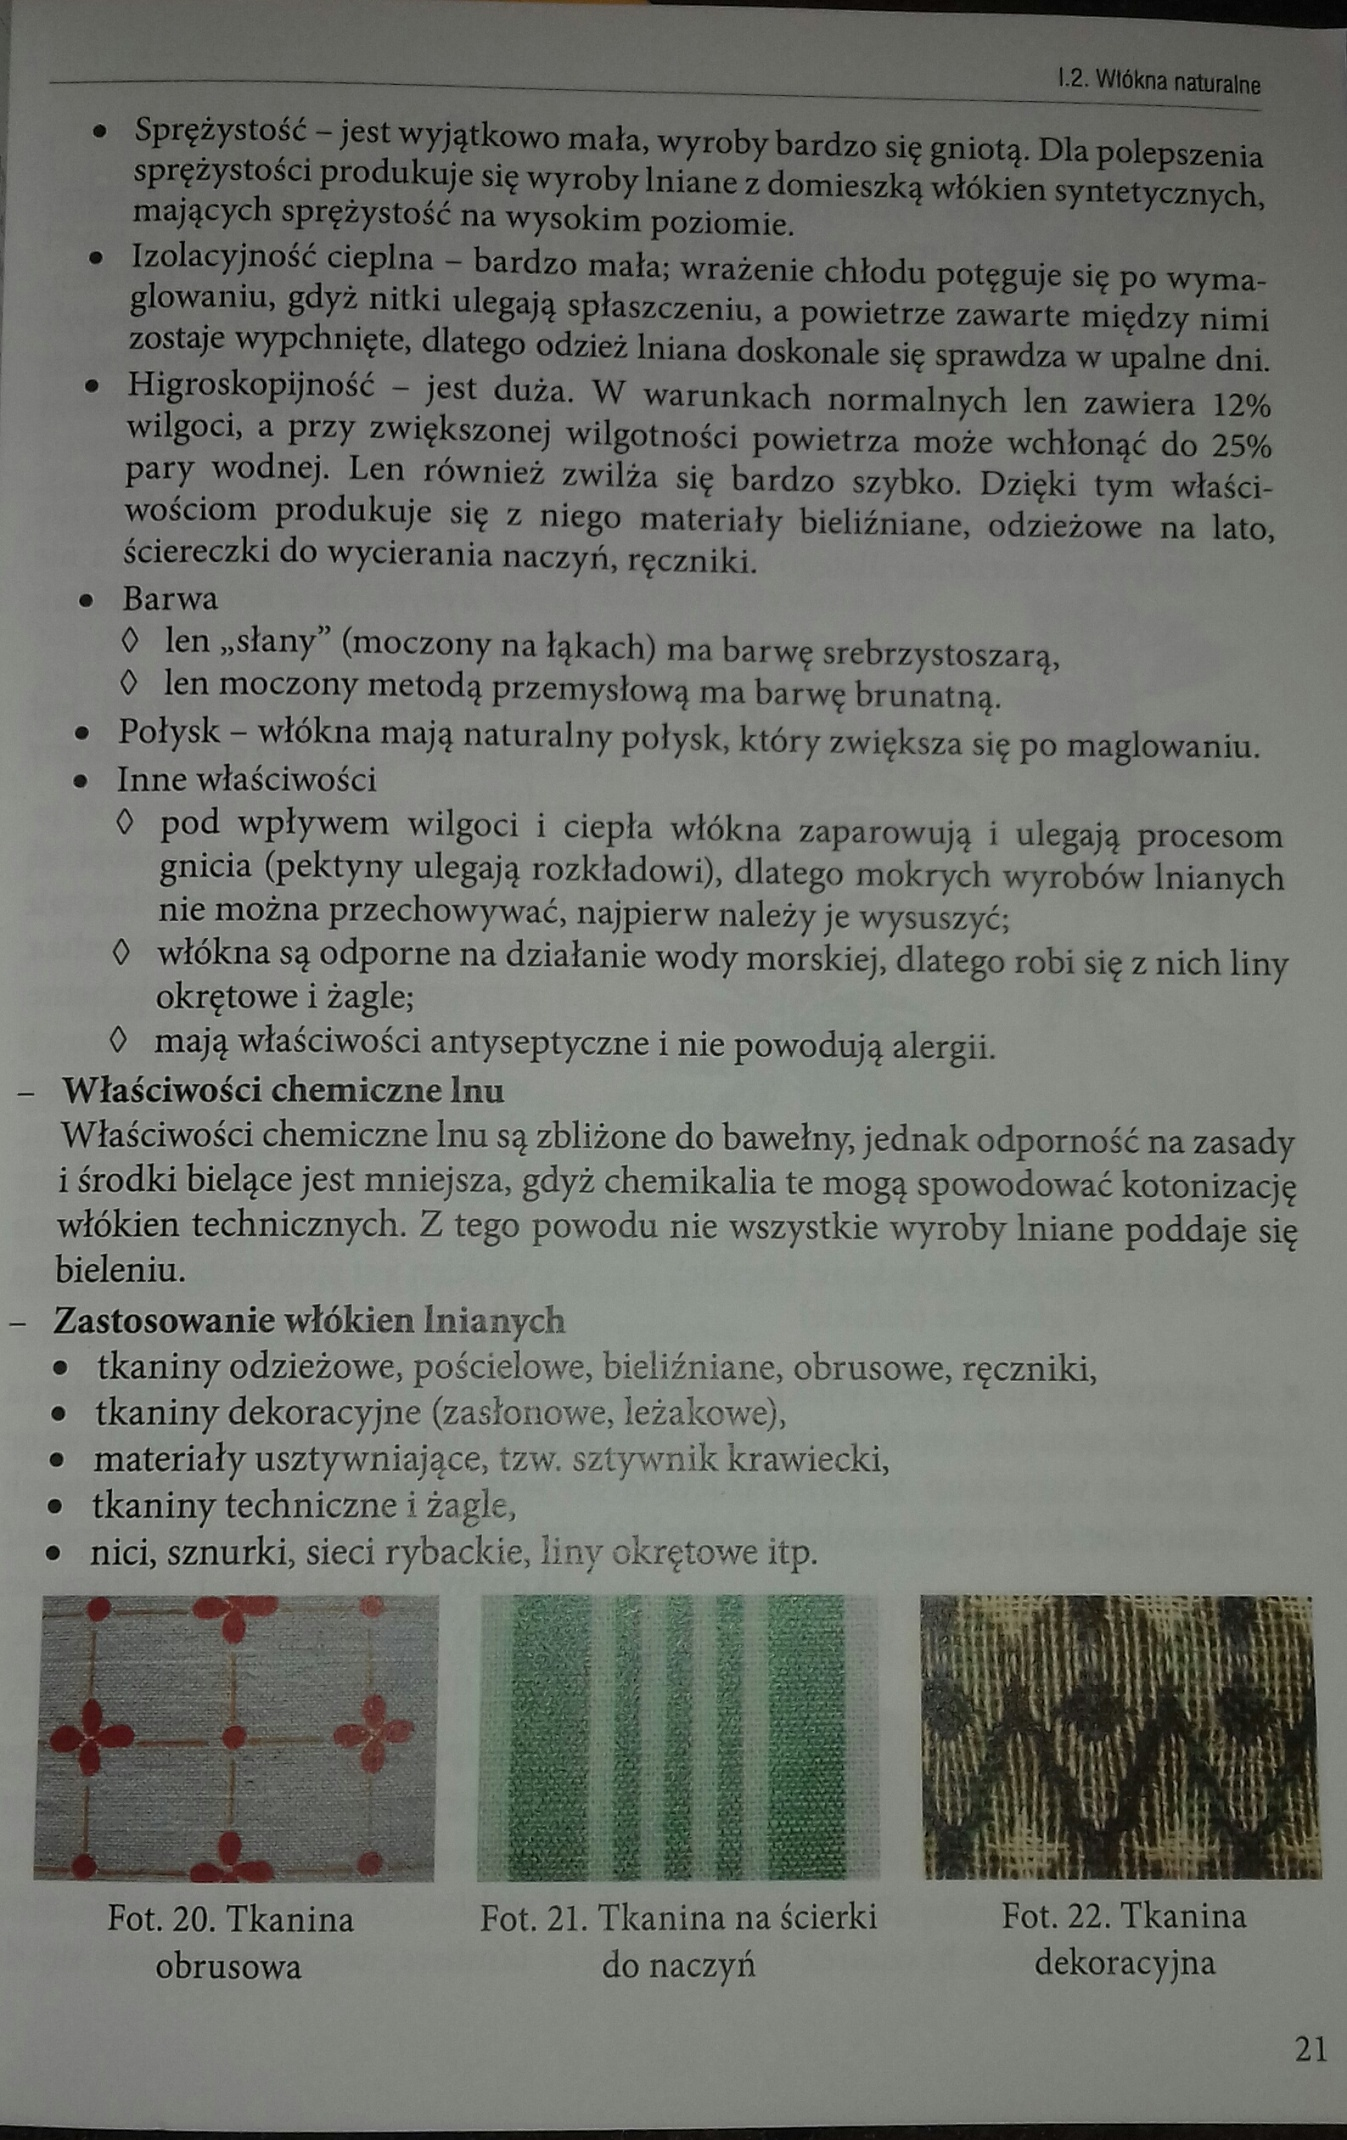 I.2. Włókna naturalne
• Sprężystość – jest wyjątkowo mała, wyroby bardzo się gniotą. Dla polepszenia
sprężystości produkuje się wyroby lniane z domieszką włókien syntetycznych,
mających sprężystość na wysokim poziomie.
• Izolacyjność cieplna – bardzo mała; wrażenie chłodu potęguje się po wyma-
glowaniu, gdyż nitki ulegają spłaszczeniu, a powietrze zawarte między nimi
zostaje wypchnięte, dlatego odzież lniana doskonale się sprawdza w upalne dni.
• Higroskopijność – jest duża. W warunkach normalnych len zawiera 12%
wilgoci, a przy zwiększonej wilgotności powietrza może wchłonąć do 25%
pary wodnej. Len również zwilża się bardzo szybko. Dzięki tym właści-
wościom produkuje się z niego materiały bieliźniane, odzieżowe na lato,
ściereczki do wycierania naczyń, ręczniki.
• Barwa
◊ len „słany” (moczony na łąkach) ma barwę srebrzystoszarą,
◊ len moczony metodą przemysłową ma barwę brunatną.
• Połysk – włókna mają naturalny połysk, który zwiększa się po maglowaniu.
• Inne właściwości
◊ pod wpływem wilgoci i ciepła włókna zaparowują i ulegają procesom
gnicia (pektyny ulegają rozkładowi), dlatego mokrych wyrobów lnianych
nie można przechowywać, najpierw należy je wysuszyć;
◊ włókna są odporne na działanie wody morskiej, dlatego robi się z nich liny
okrętowe i żagle;
◊ mają właściwości antyseptyczne i nie powodują alergii.
– Właściwości chemiczne lnu
Właściwości chemiczne lnu są zbliżone do bawełny, jednak odporność na zasady
i środki bielące jest mniejsza, gdyż chemikalia te mogą spowodować kotonizację
włókien technicznych. Z tego powodu nie wszystkie wyroby lniane poddaje się
bieleniu.
– Zastosowanie włókien lnianych
• tkaniny odzieżowe, pościelowe, bieliźniane, obrusowe, ręczniki,
• tkaniny dekoracyjne (zasłonowe, leżakowe),
• materiały usztywniające, tzw. sztywnik krawiecki,
• tkaniny techniczne i żagle,
• nici, sznurki, sieci rybackie, liny okrętowe itp.
Fot. 20. Tkanina
obrusowa
Fot. 21. Tkanina na ścierki
do naczyń
Fot. 22. Tkanina
dekoracyjna
21